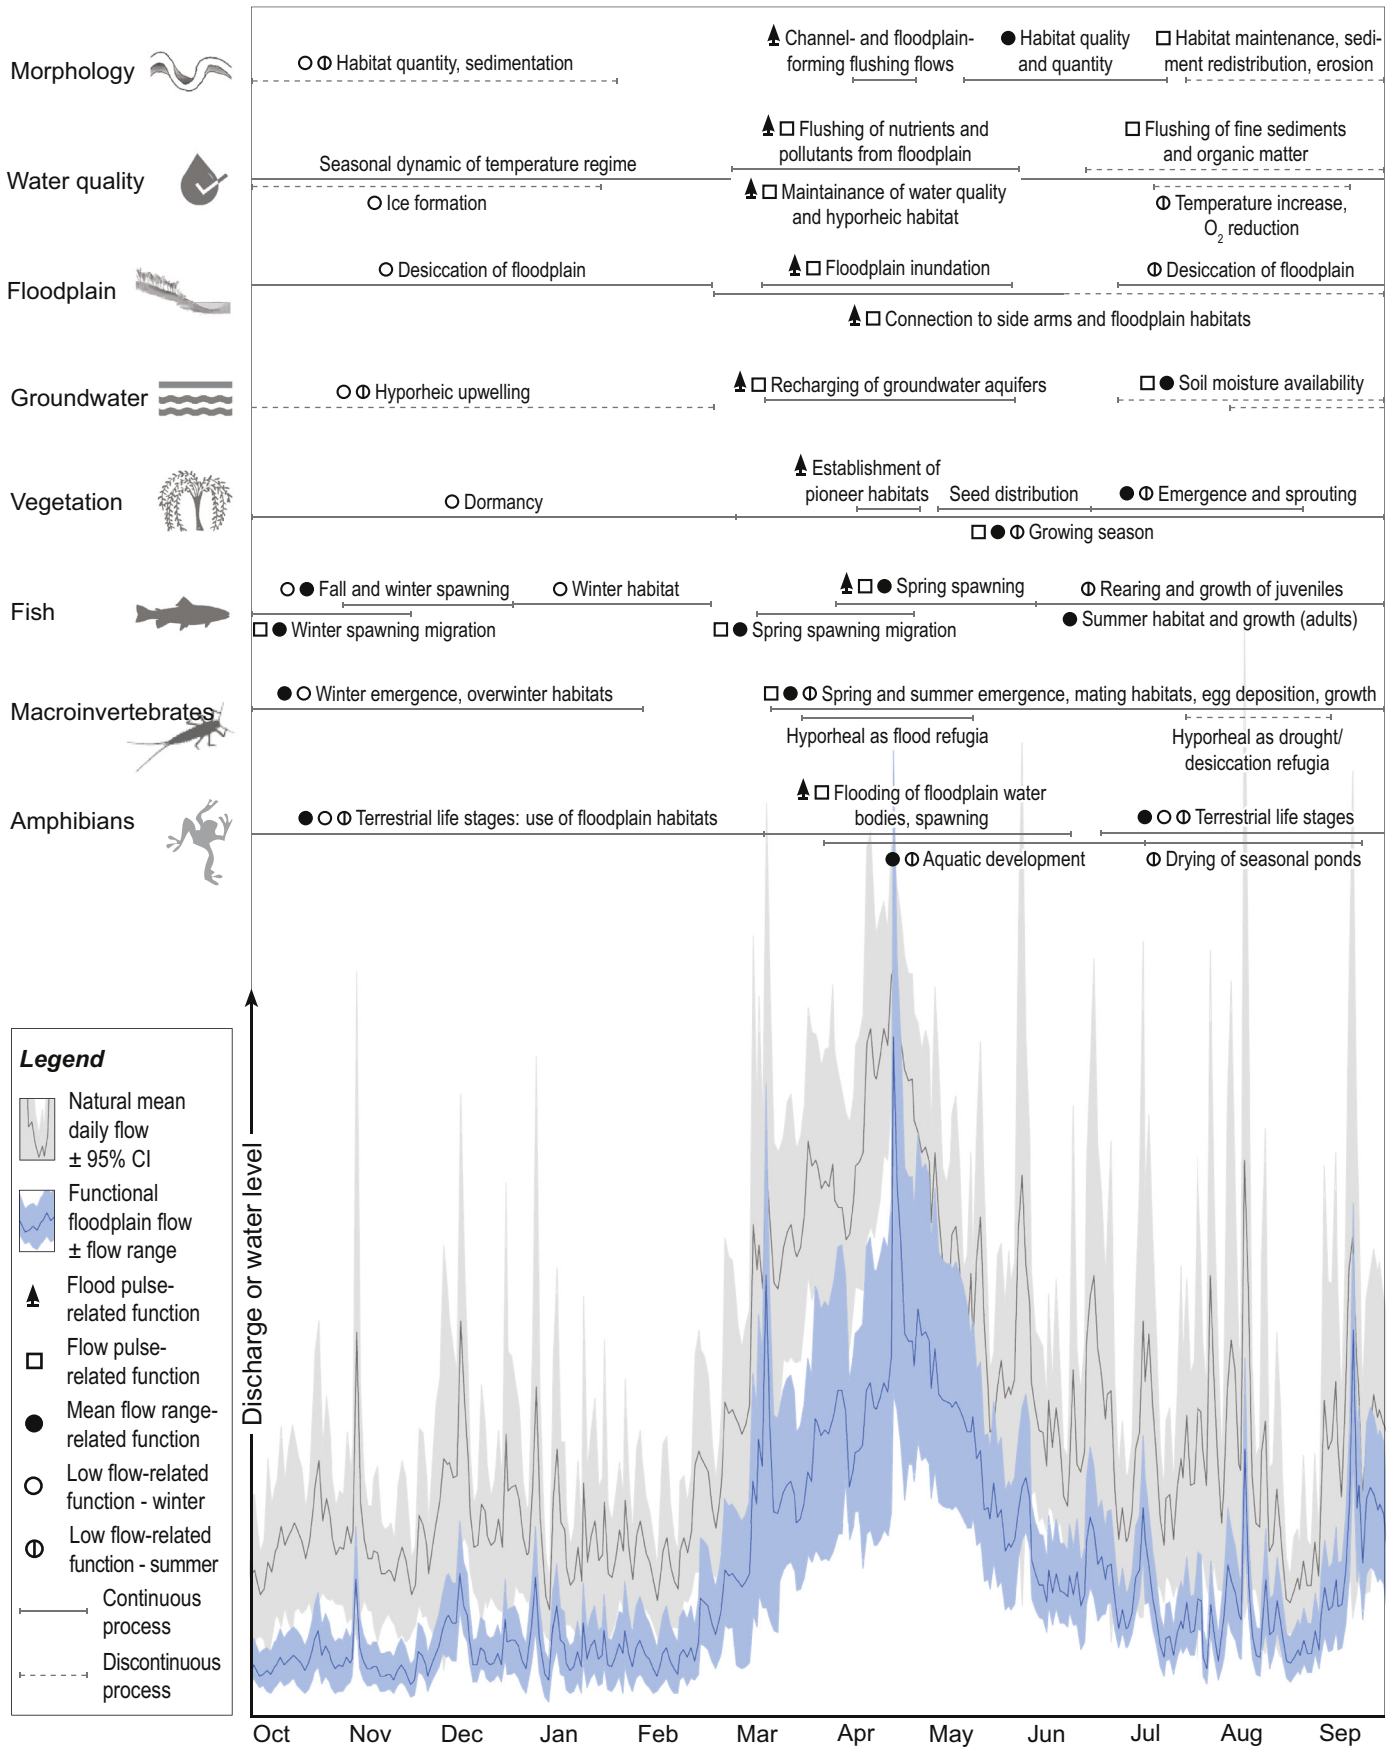 Morphology
Habitat quantity, sedimentation
Channel- and floodplain-
forming flushing flows
Habitat quality
and quantity
Habitat maintenance, sedi-
ment redistribution, erosion
Water quality
Seasonal dynamic of temperature regime
Ice formation
Flushing of nutrients and
pollutants from floodplain
Maintainance of water quality
and hyporheic habitat
Flushing of fine sediments
and organic matter
Temperature increase,
O2 reduction
Floodplain
Desiccation of floodplain
Floodplain inundation
Desiccation of floodplain
Connection to side arms and floodplain habitats
Groundwater
Hyporheic upwelling
Recharging of groundwater aquifers
Soil moisture availability
Vegetation
Dormancy
Establishment of
pioneer habitats
Seed distribution
Emergence and sprouting
Growing season
Fish
Fall and winter spawning
Winter habitat
Spring spawning
Rearing and growth of juveniles
Winter spawning migration
Spring spawning migration
Summer habitat and growth (adults)
Macroinvertebrates
Winter emergence, overwinter habitats
Spring and summer emergence, mating habitats, egg deposition, growth
Hyporheal as flood refugia
Hyporheal as drought/
desiccation refugia
Amphibians
Terrestrial life stages: use of floodplain habitats
Flooding of floodplain water
bodies, spawning
Terrestrial life stages
Aquatic development
Drying of seasonal ponds
Legend
Natural mean
daily flow
± 95% CI
Functional
floodplain flow
± flow range
Flood pulse-
related function
Flow pulse-
related function
Mean flow range-
related function
Low flow-related
function - winter
Low flow-related
function - summer
Continuous
process
Discontinuous
process
Discharge or water level
Oct Nov Dec Jan Feb Mar Apr May Jun Jul Aug Sep